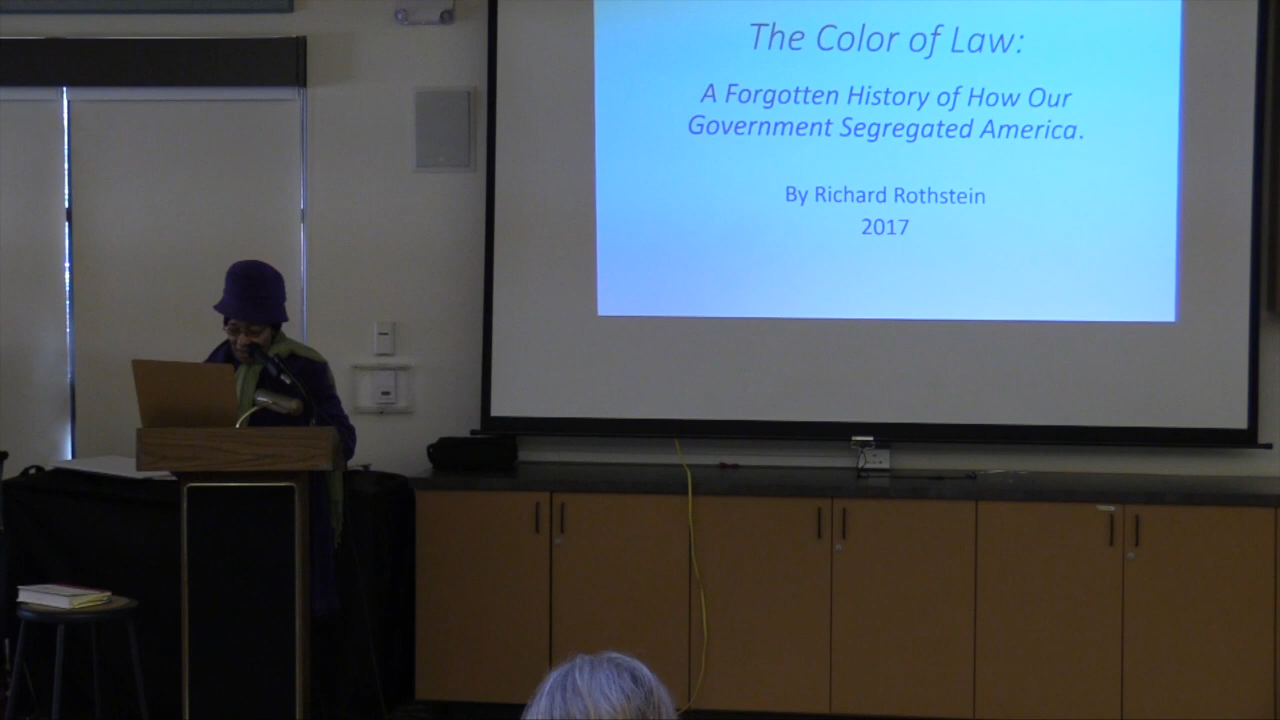 The Color of Law:
A Forgotten History of How Our
Government Segregated America.
By Richard Rothstein
2017